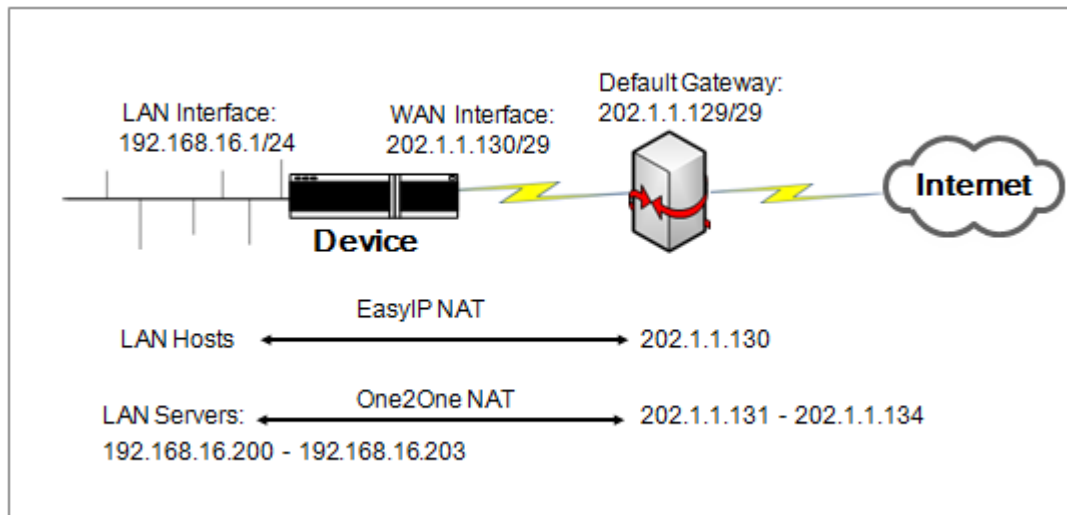 Default Gateway:
202.1.1.129/29
LAN Interface:
192.168.16.1/24
WAN Interface:
202.1.1.130/29
Internet
Device
EasyIP NAT
LAN Hosts
202.1.1.130
One2One NAT
LAN Servers:
202.1.1.131 - 202.1.1.134
192.168.16.200 - 192.168.16.203